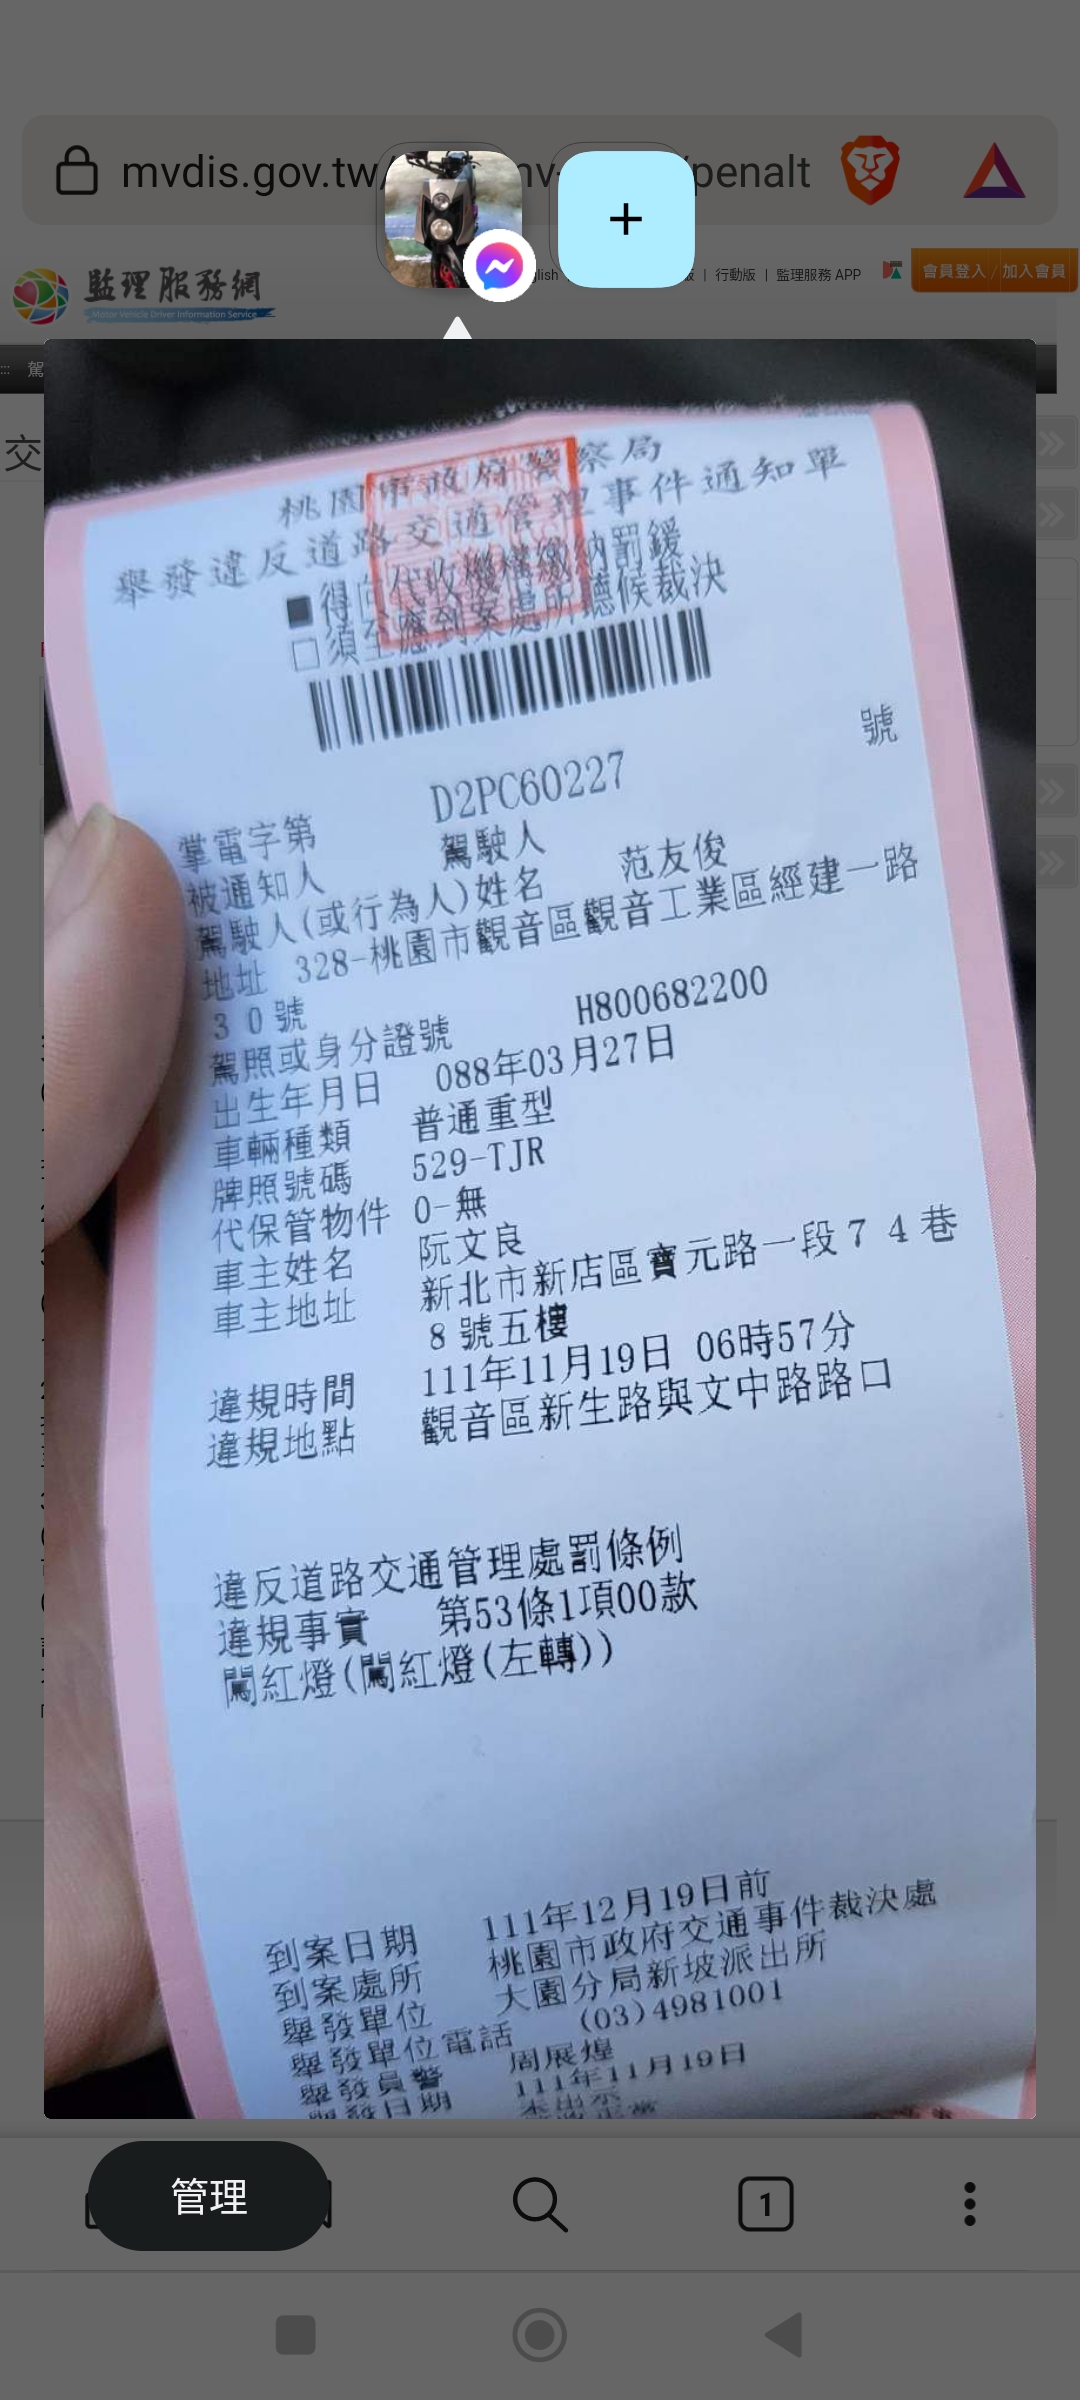 mvdis.gov.tw/
nv-
penalt
監理服務網
Motor Vehicle Driver Information Service
行動版 | 監理服務 APP
會員登入 / 加入會員
駕
交
桃園市政府警察局
舉發違反道路交通管理事件通知單
■得向代收機構繳納罰鍰
□須至應到案處所聽候裁決
D2PC60227
號
掌電字第
被通知人 駕駛人
駕駛人(或行為人)姓名 范友俊
地址 328-桃園市觀音區觀音工業區經建一路
30號
駕照或身分證號 H800682200
出生年月日 088年03月27日
車輛種類 普通重型
牌照號碼 529-TJR
代保管物件 0-無
車主姓名 阮文良
車主地址 新北市新店區寶元路一段74巷
8號五樓
違規時間 111年11月19日 06時57分
違規地點 觀音區新生路與文中路路口
違反道路交通管理處罰條例
違規事實 第53條1項00款
闖紅燈(闖紅燈(左轉))
到案日期 111年12月19日前
到案處所 桃園市政府交通事件裁決處
舉發單位 大園分局新坡派出所
舉發單位電話 (03)4981001
舉發員警 周展煌
舉發日期 111年11月19日
管理
1